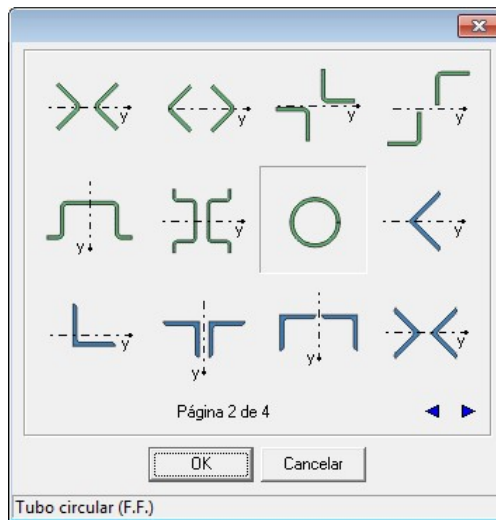 y y y y
y y y
y y y y
Página 2 de 4
OK Cancelar
Tubo circular (F.F.)